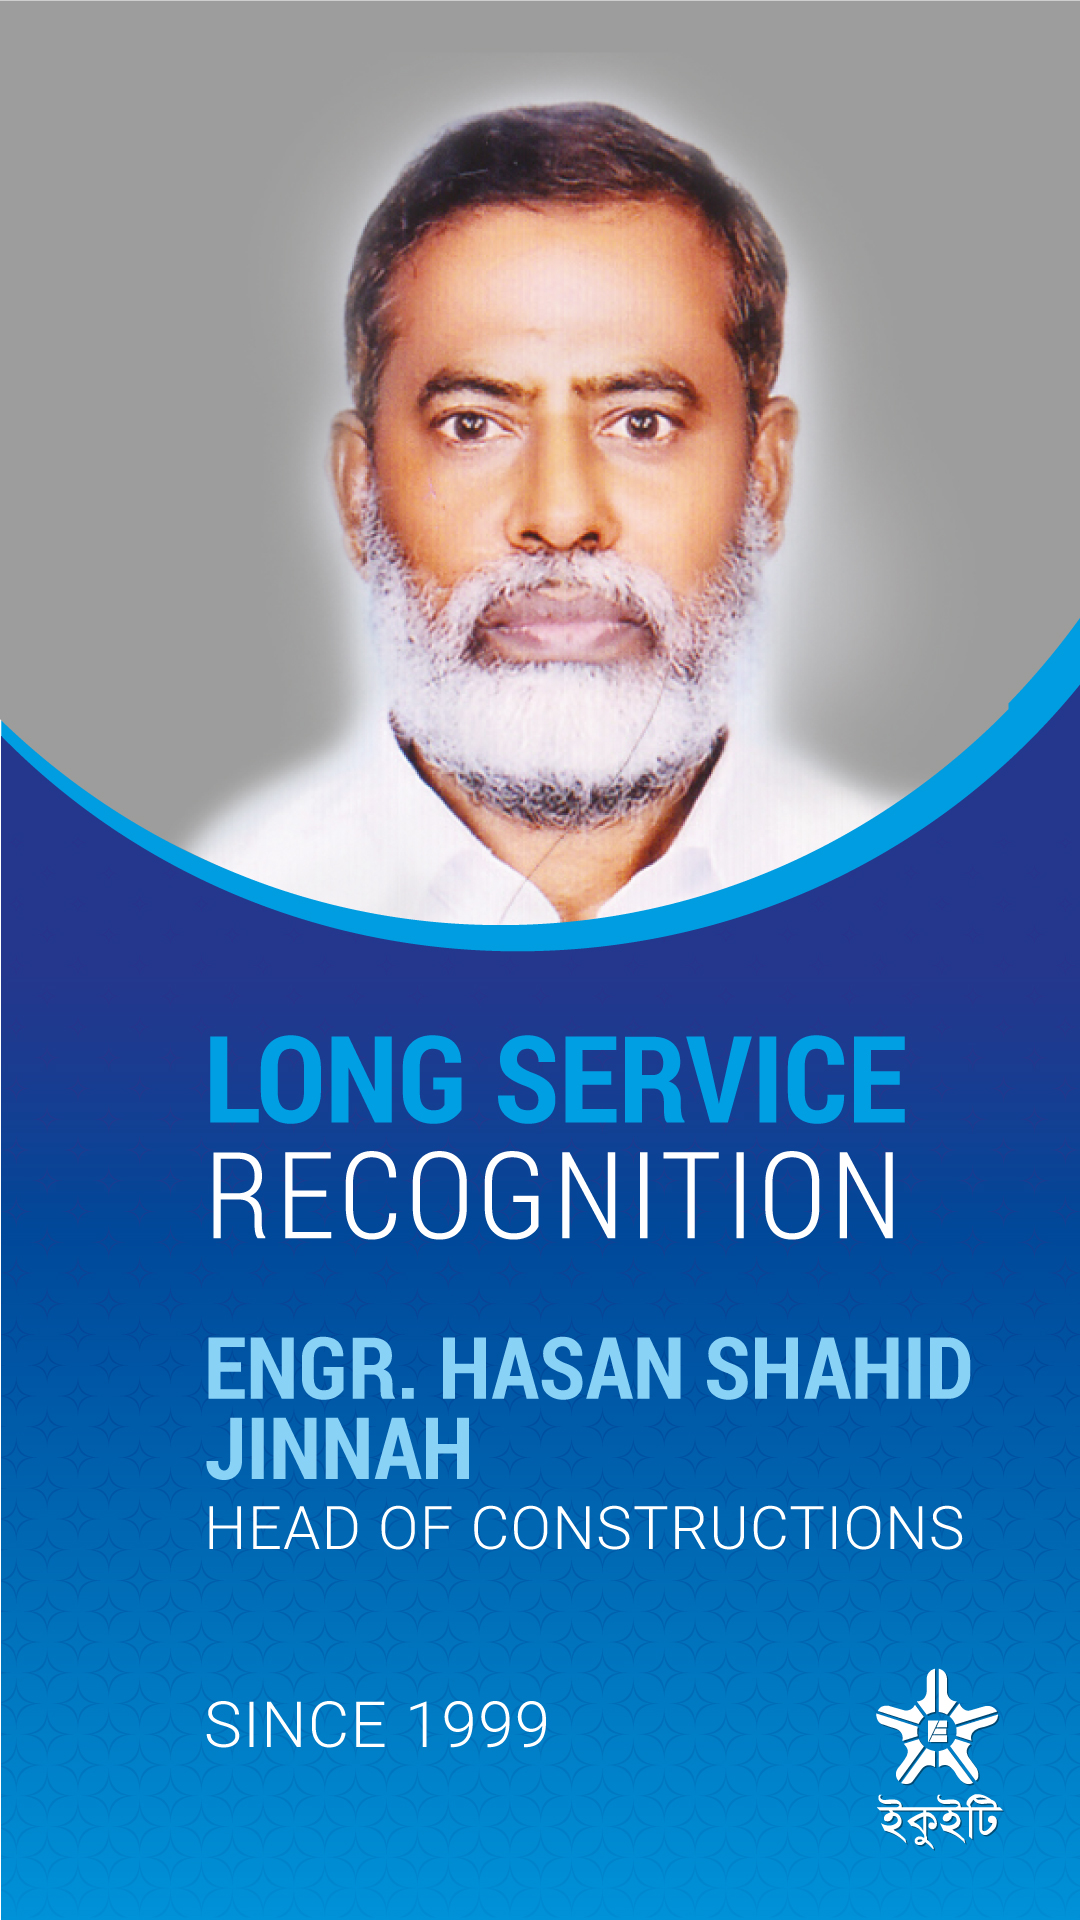 LONG SERVICE
RECOGNITION
ENGR. HASAN SHAHID
JINNAH
HEAD OF CONSTRUCTIONS
SINCE 1999
ইকুইটি